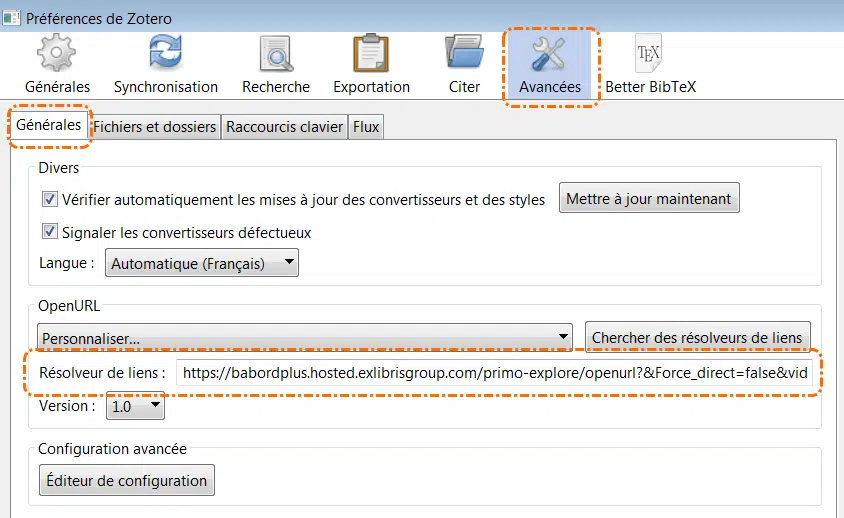 Préférences de Zotero
Générales Synchronisation Recherche Exportation Citer Avancées TEX Better BibTeX
Générales Fichiers et dossiers Raccourcis clavier Flux
Divers
Vérifier automatiquement les mises à jour des convertisseurs et des styles Mettre à jour maintenant
Signaler les convertisseurs défectueux
Langue : Automatique (Français)
OpenURL
Personnaliser... Chercher des résolveurs de liens
Résolveur de liens : https://babordplus.hosted.exlibrisgroup.com/primo-explore/openurl?&Force_direct=false&vid
Version : 1.0
Configuration avancée
Éditeur de configuration